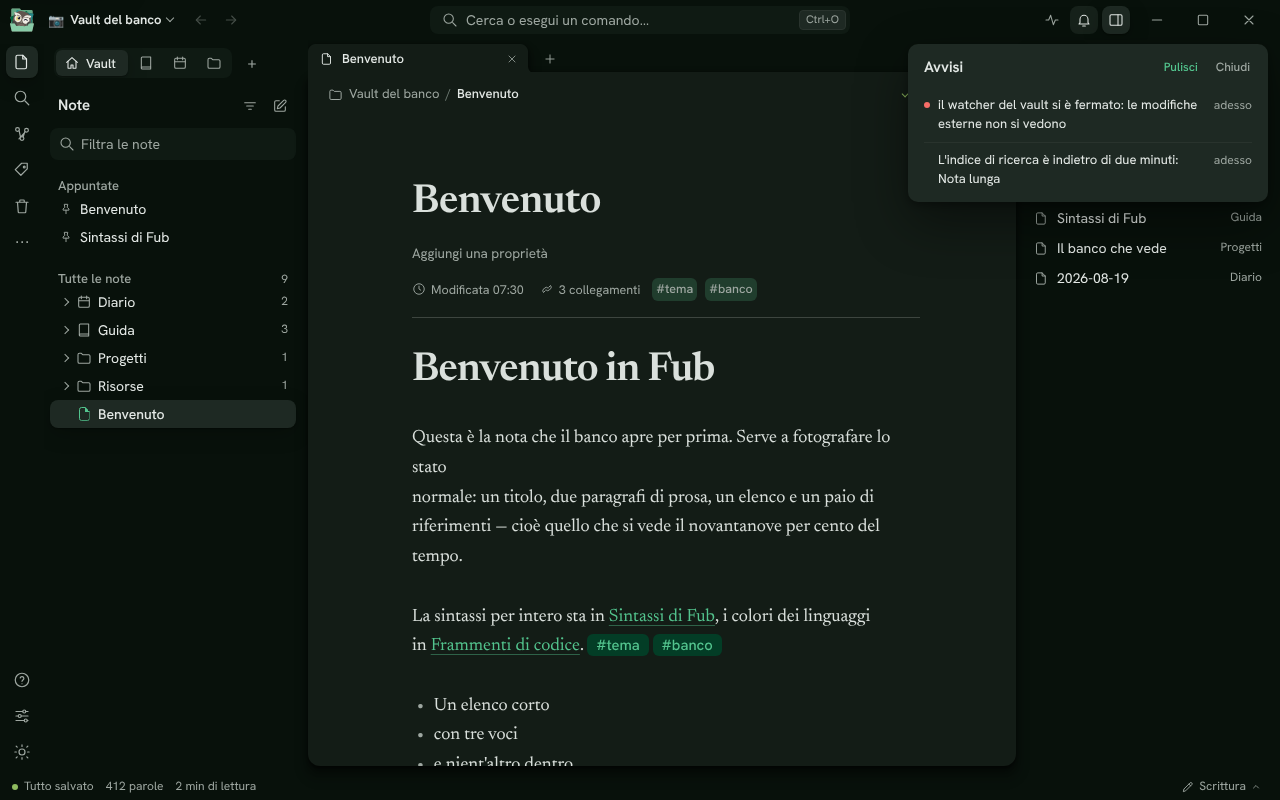 Vault del banco
Cerca o esegui un comando...
Ctrl+O
Vault
Note
Filtra le note
Appuntate
Benvenuto
Sintassi di Fub
Tutte le note 9
Diario 2
Guida 3
Progetti 1
Risorse 1
Benvenuto
Benvenuto
Vault del banco / Benvenuto
Benvenuto
Aggiungi una proprietà
Modificata 07:30 3 collegamenti #tema #banco
Benvenuto in Fub
Questa è la nota che il banco apre per prima. Serve a fotografare lo
stato
normale: un titolo, due paragrafi di prosa, un elenco e un paio di
riferimenti — cioè quello che si vede il novantanove per cento del
tempo.
La sintassi per intero sta in Sintassi di Fub, i colori dei linguaggi
in Frammenti di codice. #tema #banco
• Un elenco corto
• con tre voci
• e nient'altro dentro
Avvisi Pulisci Chiudi
il watcher del vault si è fermato: le modifiche adesso
esterne non si vedono
L'indice di ricerca è indietro di due minuti: adesso
Nota lunga
Sintassi di Fub Guida
Il banco che vede Progetti
2026-08-19 Diario
Tutto salvato 412 parole 2 min di lettura
Scrittura